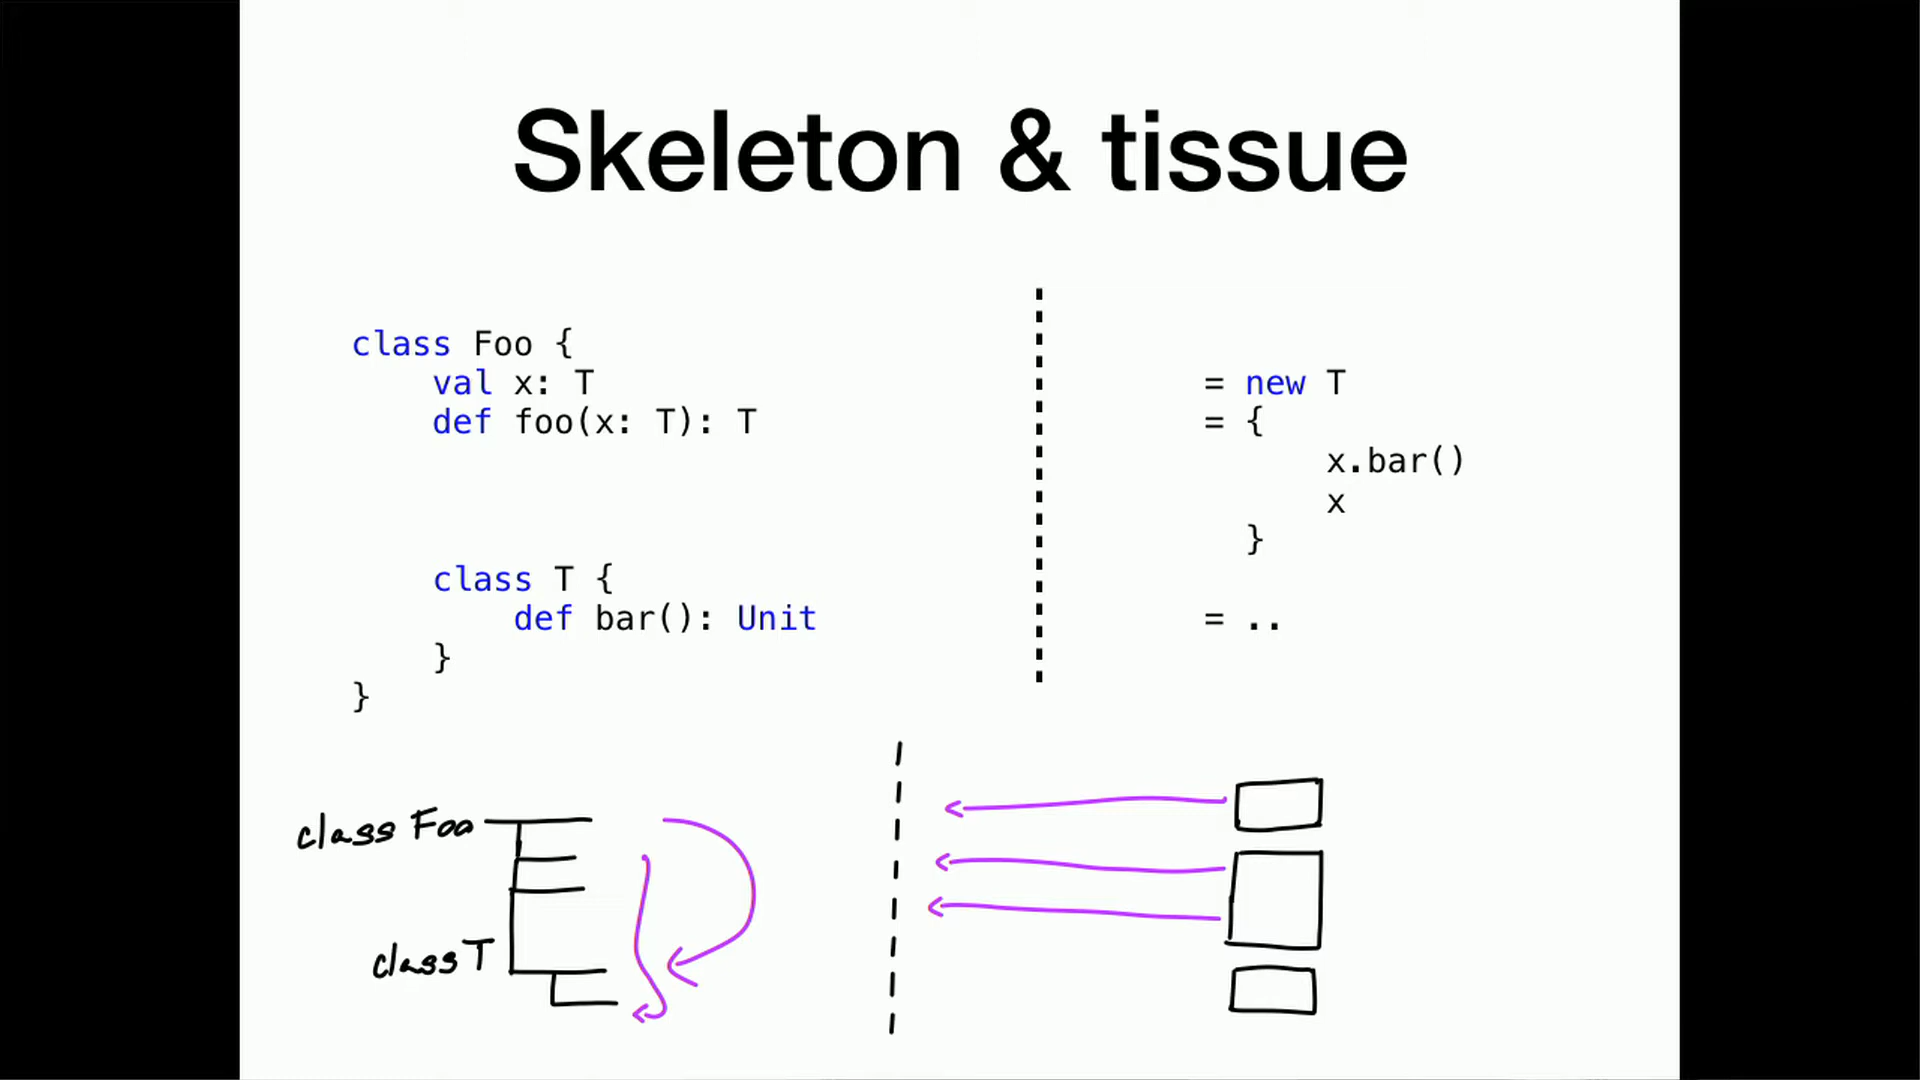 Skeleton & tissue
class Foo {
val x: T
def foo(x: T): T
class T {
def bar(): Unit
}
}
= new T
= {
x.bar()
x
}
= ..
class Foo
class T